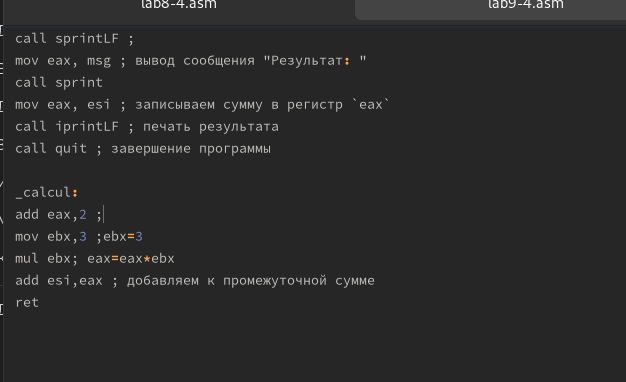 lab8-4.asm
lab9-4.asm
call sprintLF ;
mov eax, msg ; вывод сообщения "Результат: "
call sprint
mov eax, esi ; записываем сумму в регистр `eax`
call iprintLF ; печать результата
call quit ; завершение программы
_calcul:
add eax,2 ;
mov ebx,3 ;ebx=3
mul ebx; eax=eax*ebx
add esi,eax ; добавляем к промежуточной сумме
ret